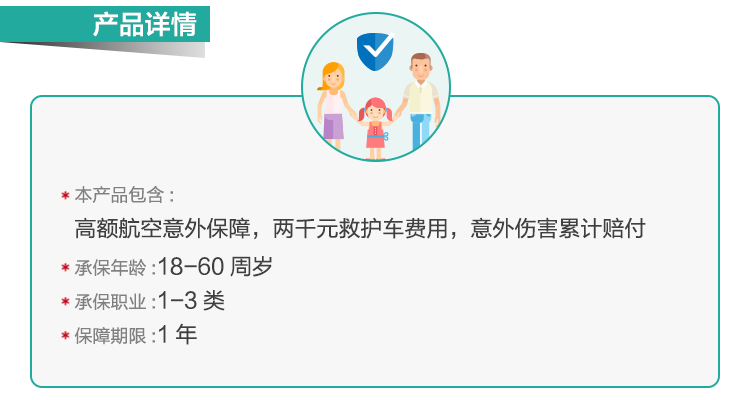 产品详情
* 本产品包含：
高额航空意外保障，两千元救护车费用，意外伤害累计赔付
* 承保年龄：18-60 周岁
* 承保职业：1-3 类
* 保障期限：1 年